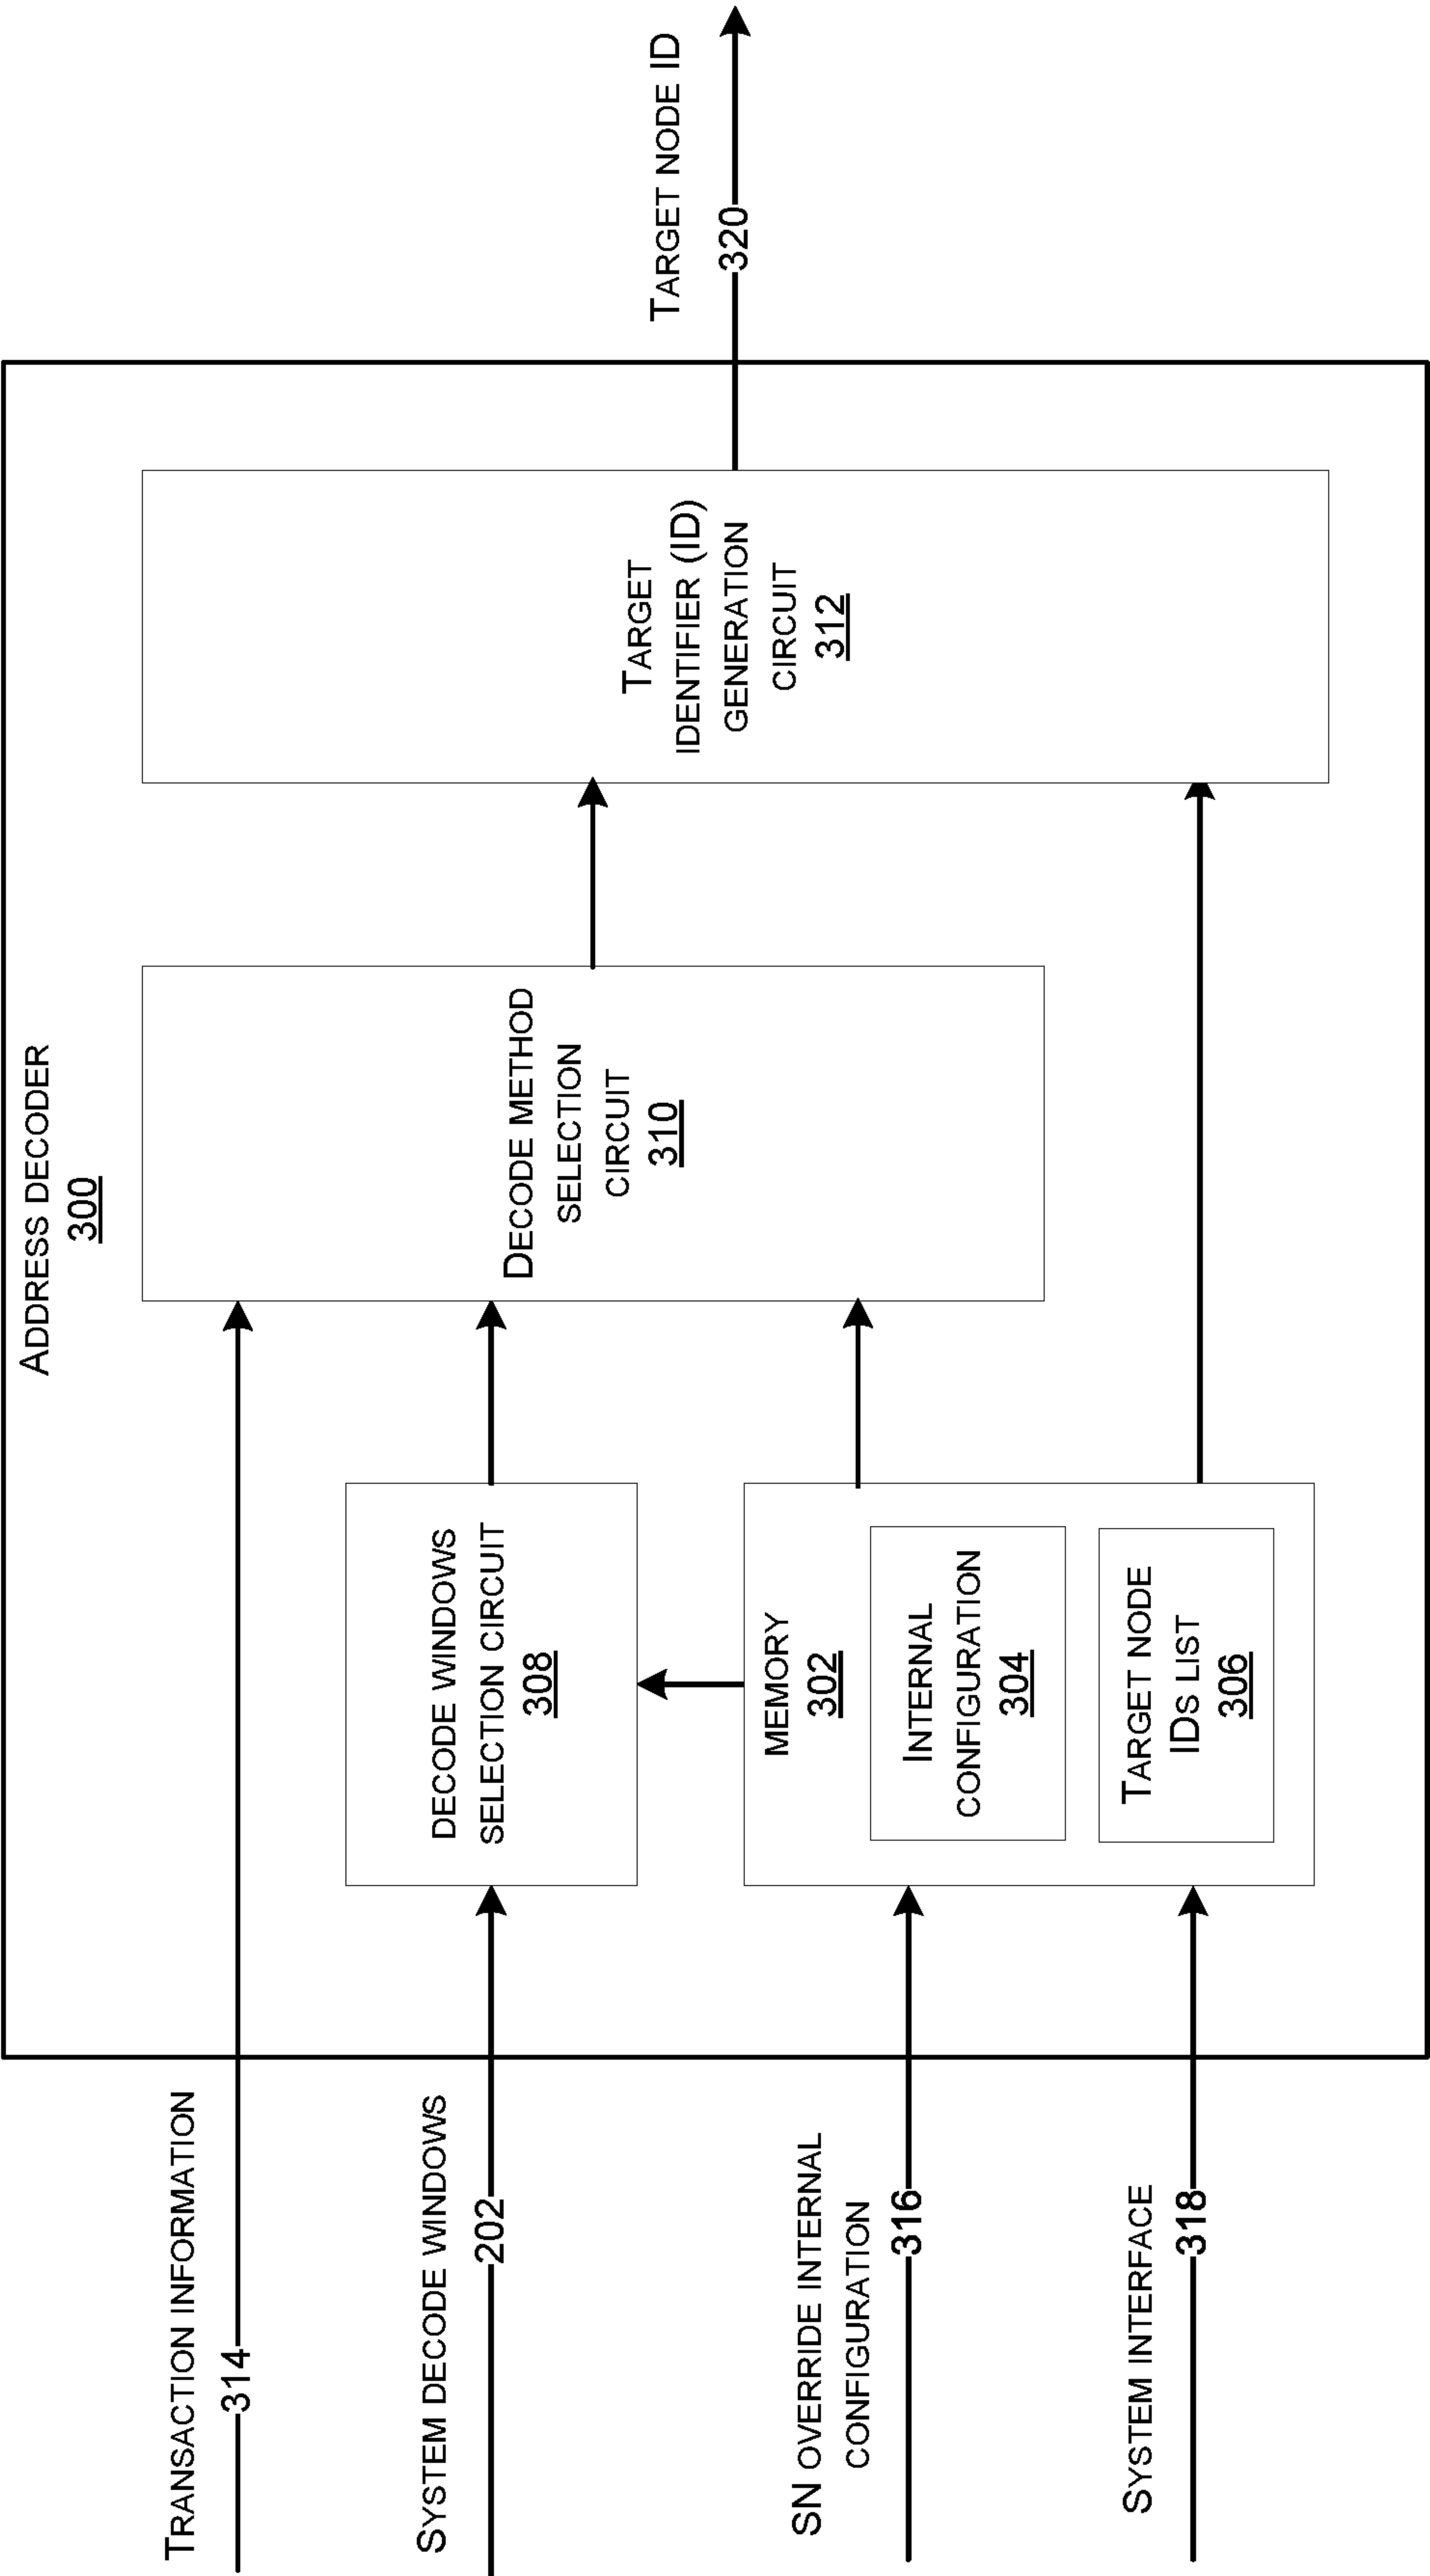 ADDRESS DECODER
300
TRANSACTION INFORMATION
314
SYSTEM DECODE WINDOWS
202
SN OVERRIDE INTERNAL
CONFIGURATION
316
SYSTEM INTERFACE
318
DECODE WINDOWS
SELECTION CIRCUIT
308
MEMORY
302
INTERNAL
CONFIGURATION
304
TARGET NODE
IDS LIST
306
DECODE METHOD
SELECTION
CIRCUIT
310
TARGET
IDENTIFIER (ID)
GENERATION
CIRCUIT
312
TARGET NODE ID
320